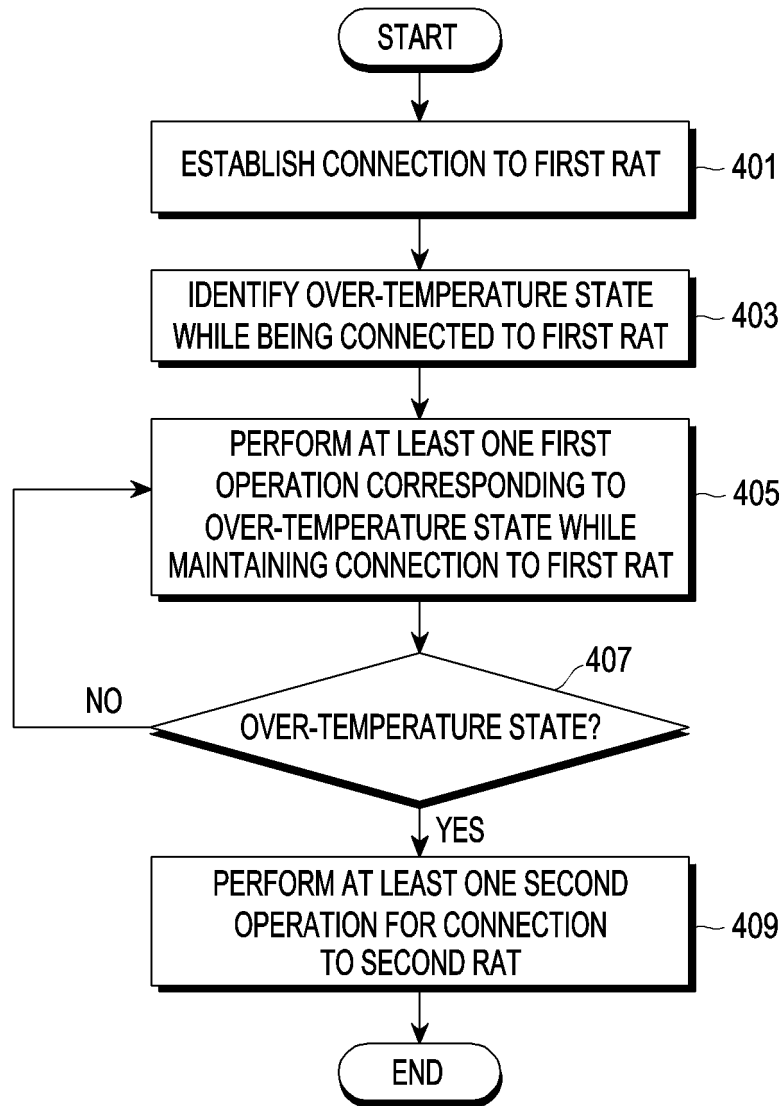 START
ESTABLISH CONNECTION TO FIRST RAT
401
IDENTIFY OVER-TEMPERATURE STATE
WHILE BEING CONNECTED TO FIRST RAT
403
PERFORM AT LEAST ONE FIRST
OPERATION CORRESPONDING TO
OVER-TEMPERATURE STATE WHILE
MAINTAINING CONNECTION TO FIRST RAT
405
407
NO
OVER-TEMPERATURE STATE?
YES
PERFORM AT LEAST ONE SECOND
OPERATION FOR CONNECTION
TO SECOND RAT
409
END